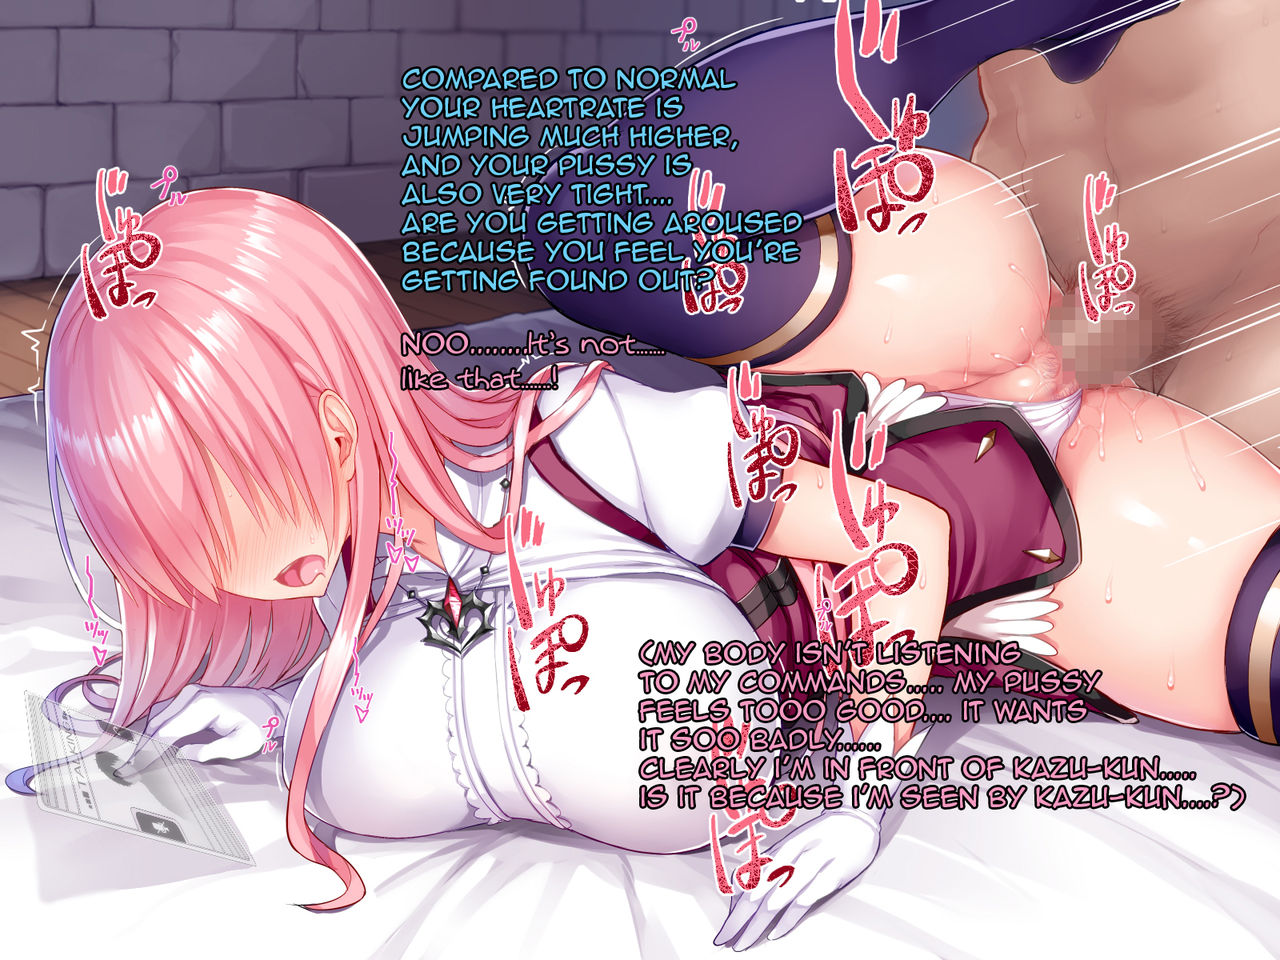 COMPARED TO NORMAL
YOUR HEARTRATE IS
JUMPING MUCH HIGHER,
AND YOUR PUSSY IS
ALSO VERY TIGHT....
ARE YOU GETTING AROUSED
BECAUSE YOU FEEL YOU'RE
GETTING FOUND OUT?
NOO........It's not......
like that.......!
(MY BODY ISN'T LISTENING
TO MY COMMANDS..... MY PUSSY
FEELS TOOO GOOD.... IT WANTS
IT SOO BADLY......
CLEARLY I'M IN FRONT OF KAZU-KUN.....
IS IT BECAUSE I'M SEEN BY KAZU-KUN....?)
じゅぽっ
じゅぽっ
じゅぽっ
じゅぽっ
じゅぽっ
じゅぽっ
プル
プル
プル